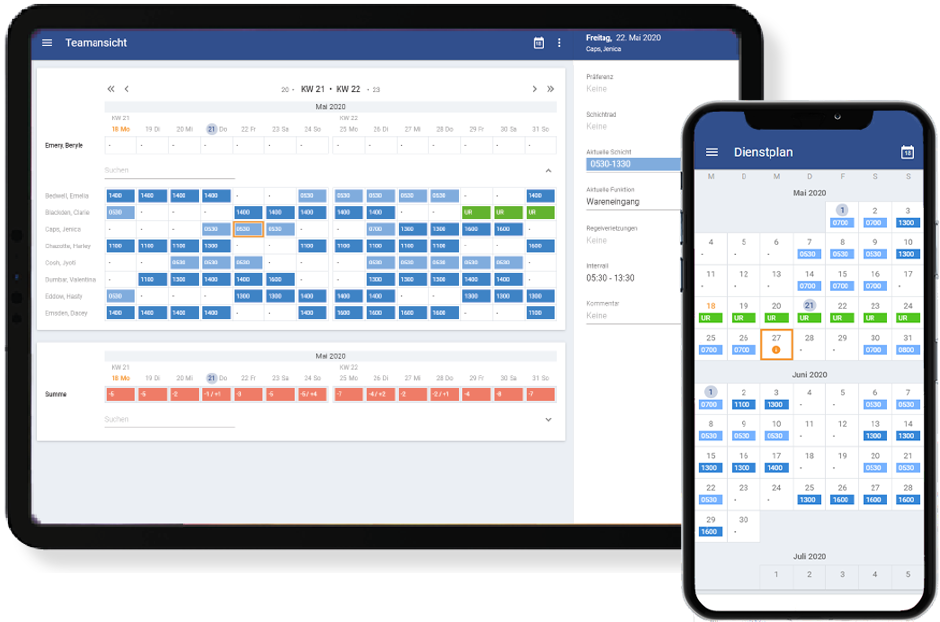 Teamansicht
20 - KW 21 • KW 22 - 23
Mai 2020
KW 21 KW 22
18 Mo 19 Di 20 Mi 21 Do 22 Fr 23 Sa 24 So 25 Mo 26 Di 27 Mi 28 Do 29 Fr 30 Sa 31 So
Emery, Beryle - - - - - - - - - - - - - -
Suchen
Bedwell, Emelia 1400 1400 1400 1400 - - 0530 0530 0530 0530 0530 - - 1400
Blackden, Clarie 0530 - - - 1400 1400 1400 1400 1400 - - UR UR UR
Caps, Jenica - - - 0530 0530 0530 - - 0700 1300 1300 1600 1600 -
Chezotte, Harley 1100 1100 1100 1300 - - 1100 1100 1100 1100 1100 - - 1600
Cosh, Jyoti - - 0530 0530 0530 - - - 0530 0530 0530 0530 0530 -
Dumbar, Valentina - 1100 1300 1400 1400 1600 - - 1300 1300 1300 1400 1400 -
Eddow, 0530 - - - 1300 1300 1400 1400 1400 - - 1300 1300 1300
Emsden, Dacey 1400 1400 - - 1400 1400 1400 1600 1600 1600 1600 - - 1100
Mai 2020
KW 21 KW 22
18 Mo 19 Di 20 Mi 21 Do 22 Fr 23 Sa 24 So 25 Mo 26 Di 27 Mi 28 Do 29 Fr 30 Sa 31 So
Summe -5 -5 -2 -1 / +1 -3 -5 -5 / +4 -7 -4 / +2 -2 -2 / +1 -4 -8 -7
Suchen
Freitag, 22. Mai 2020
Caps, Jenica
Präferenz
Keine
Schichtrad
Keine
Aktuelle Schicht
0530-1330
Aktuelle Funktion
Wareneingang
Regelverletzungen
Keine
Intervall
05:30 - 13:30
Kommentar
Keine
Dienstplan
M D M D F S S
Mai 2020
1 2 3
0700 0700 1300
4 5 6 7 8 9 10
- - - 0530 0530 0530 1300
11 12 13 14 15 16 17
- - - 0700 0700 0700 -
18 19 20 21 22 23 24
UR UR UR UR UR UR UR
25 26 27 28 29 30 31
0700 0700 - - 0700 0800
Juni 2020
1 2 3 4 5 6 7
0700 1100 1300 - - 0530 0530
8 9 10 11 12 13 14
0530 0530 0530 - - 1300 1300
15 16 17 18 19 20 21
1300 1300 1400 - - 0530 0530
22 23 24 25 26 27 28
0530 - - 1300 1600 1600 1600
29 30
1600 -
Juli 2020
1 2 3 4 5